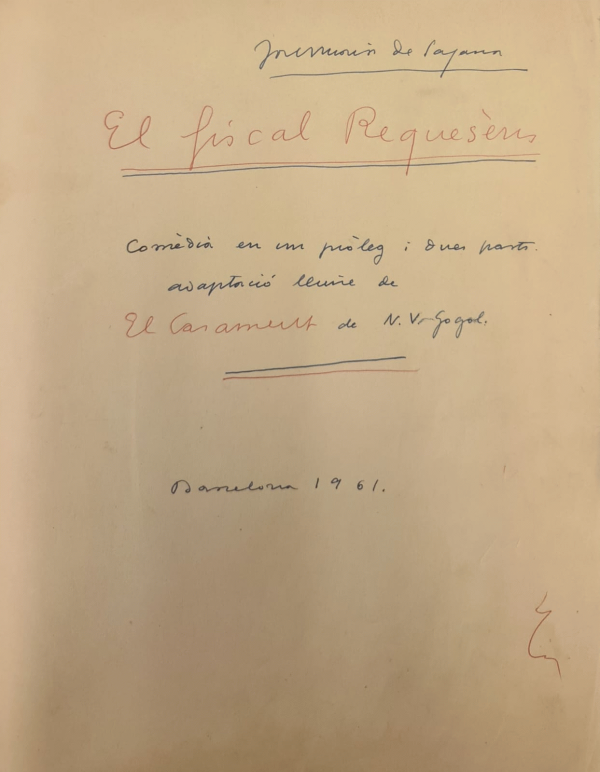 Josep Maria de Sagarra
El fiscal Requesèns
Comèdia en un pròleg i dues parts.
adaptació lliure de
El Casament de N. V. Gogol.
Barcelona 1961.